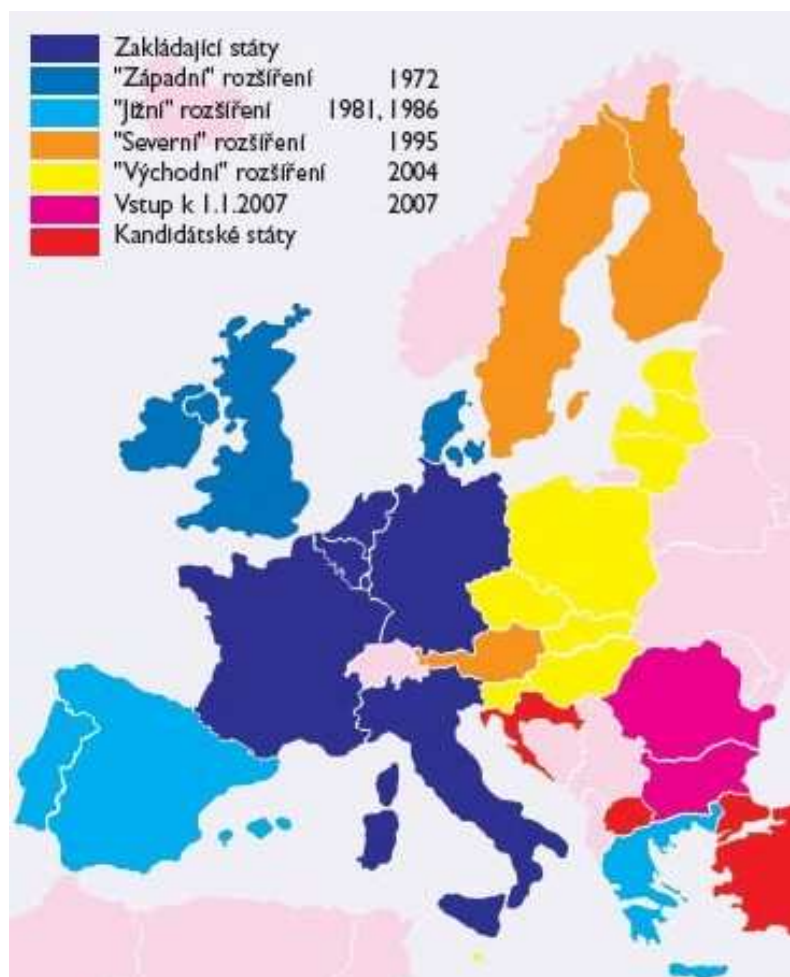 Zakládající státy
"Západní" rozšíření 1972
"Jižní" rozšíření 1981, 1986
"Severní" rozšíření 1995
"Východní" rozšíření 2004
Vstup k 1.1.2007 2007
Kandidátské státy